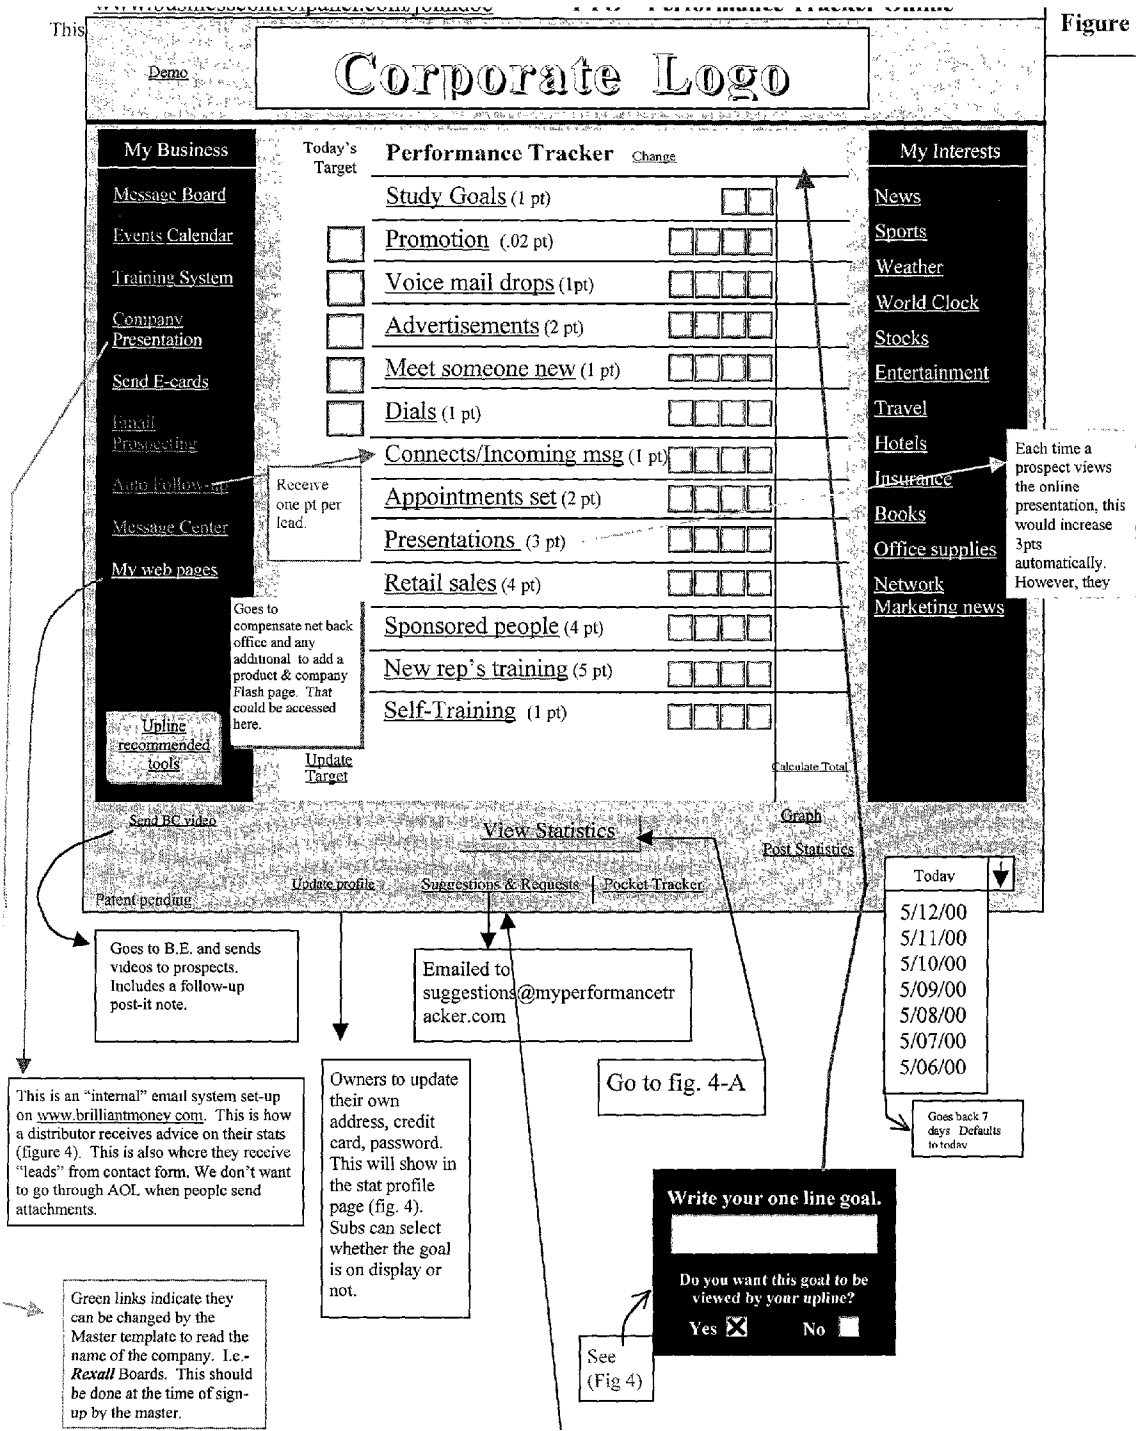 www.businesscontrolpanel.com/johndoe PTO - Performance Tracker Online
Figure
This
Demo
Corporate Logo
My Business
Message Board
Events Calendar
Training System
Company
Presentation
Send E-cards
Email
Prospecting
Auto Follow-up
Message Center
My web pages
Upline
recommended
tools
Today's
Target
Performance Tracker Change
Study Goals (1 pt)
Promotion (.02 pt)
Voice mail drops (1pt)
Advertisements (2 pt)
Meet someone new (1 pt)
Dials (1 pt)
Connects/Incoming msg (1 pt)
Appointments set (2 pt)
Presentations (3 pt)
Retail sales (4 pt)
Sponsored people (4 pt)
New rep's training (5 pt)
Self-Training (1 pt)
Receive
one pt per
lead.
Goes to
compensate net back
office and any
additional to add a
product & company
Flash page. That
could be accessed
here.
Update
Target
Calculate Total
My Interests
News
Sports
Weather
World Clock
Stocks
Entertainment
Travel
Hotels
Insurance
Books
Office supplies
Network
Marketing news
Each time a
prospect views
the online
presentation, this
would increase
3pts
automatically.
However, they
Send BC video
View Statistics
Graph
Post Statistics
Update profile
Suggestions & Requests
Pocket Tracker
Patent pending
Today
5/12/00
5/11/00
5/10/00
5/09/00
5/08/00
5/07/00
5/06/00
Goes back 7
days Defaults
to today
Goes to B.E. and sends
videos to prospects.
Includes a follow-up
post-it note.
Emailed to
suggestions@myperformancetr
acker.com
Go to fig. 4-A
This is an "internal" email system set-up
on www.brilliantmoney.com. This is how
a distributor receives advice on their stats
(figure 4). This is also where they receive
"leads" from contact form. We don't want
to go through AOL when people send
attachments.
Owners to update
their own
address, credit
card, password.
This will show in
the stat profile
page (fig. 4).
Subs can select
whether the goal
is on display or
not.
Write your one line goal.
Do you want this goal to be
viewed by your upline?
Yes No
See
(Fig 4)
Green links indicate they
can be changed by the
Master template to read the
name of the company. I.e.-
Rexall Boards. This should
be done at the time of sign-
up by the master.